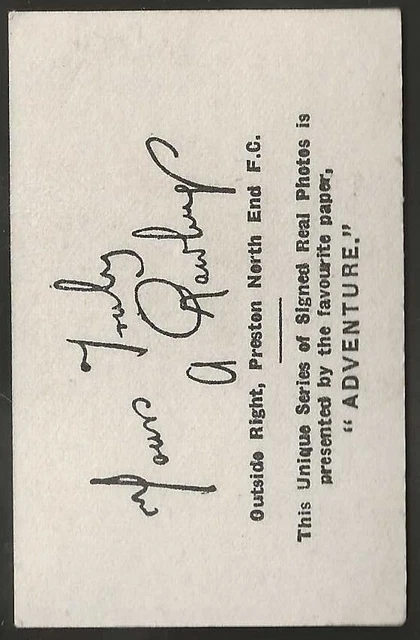 Yours Truly
A Rawlings
Outside Right, Preston North End F.C.
This Unique Series of Signed Real Photos is
presented by the favourite paper,
"ADVENTURE."